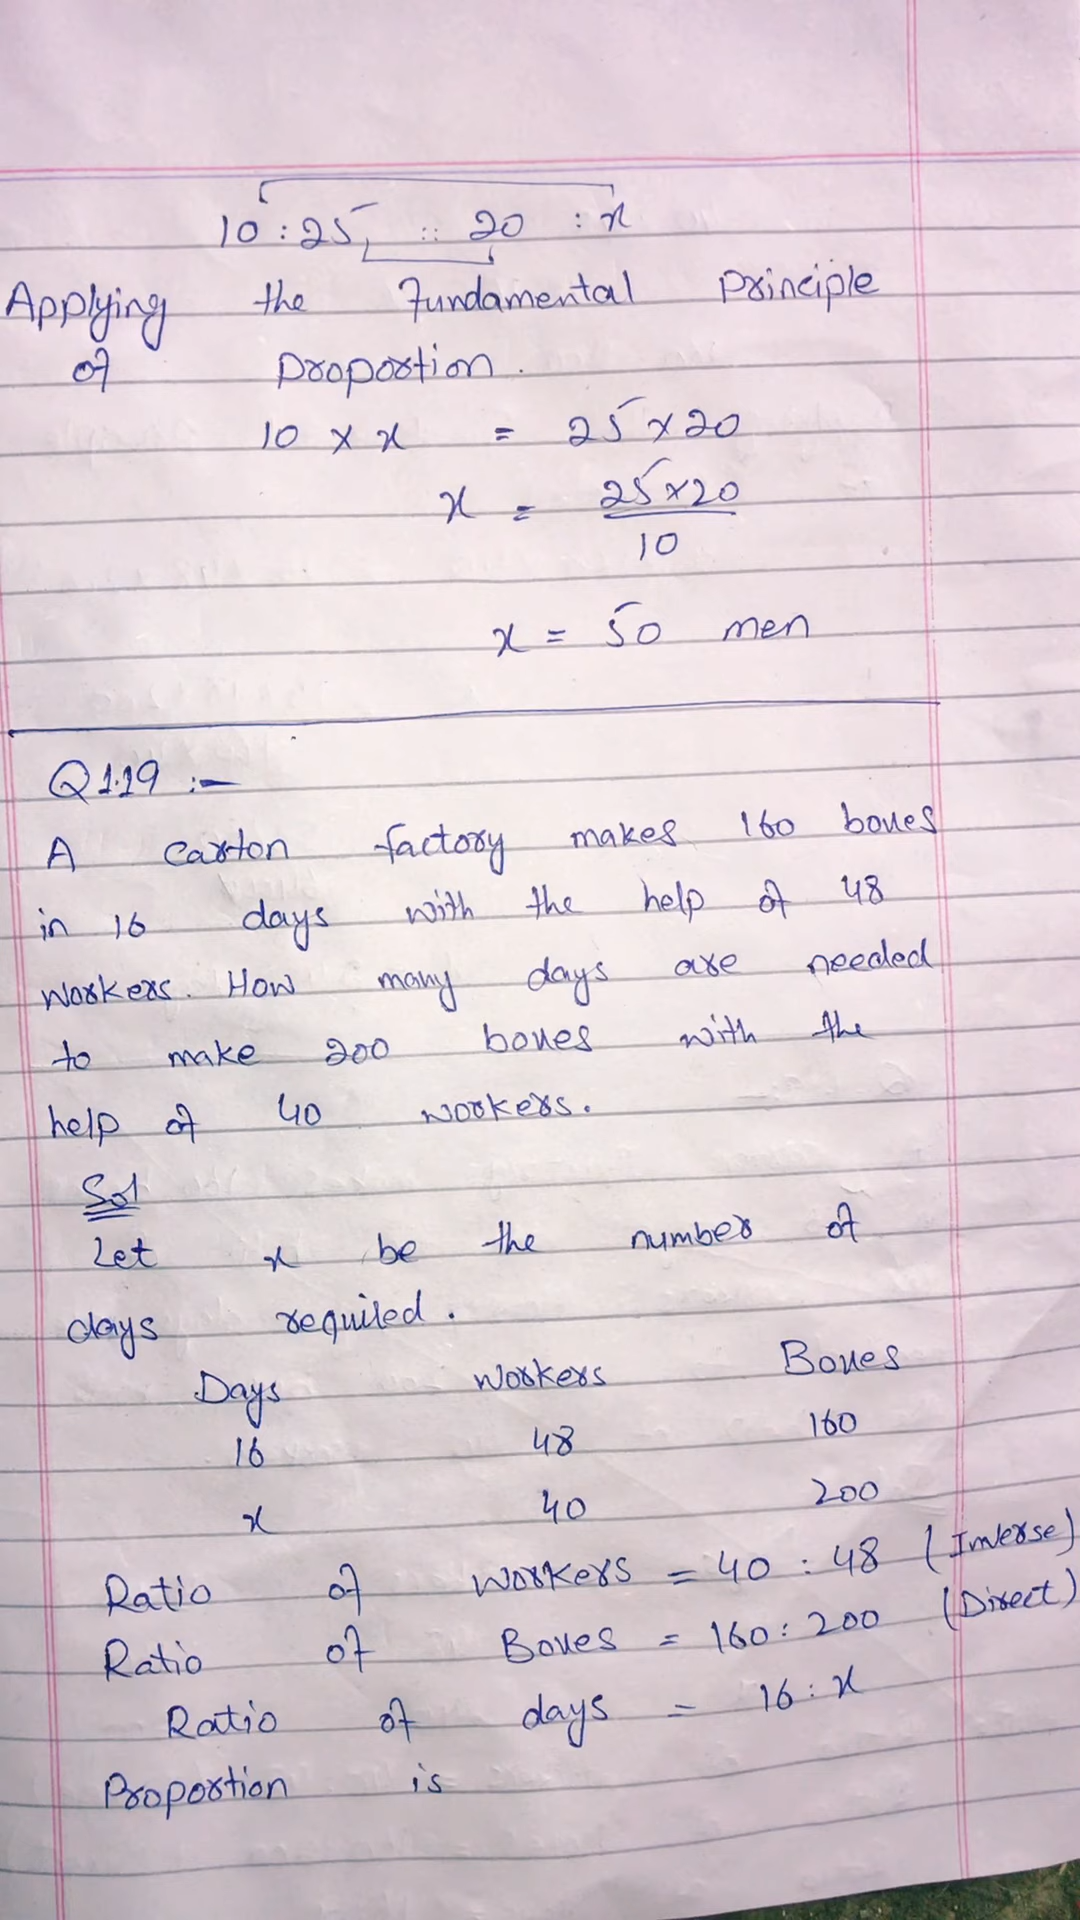 10 : 25 :: 20 : x
Applying the Fundamental Principle
of Proportion.
10 × x = 25 × 20
x = 25×20
10
x = 50 men
Q1.19 :-
A carton factory makes 160 boxes
in 16 days with the help of 48
workers. How many days are needed
to make 200 boxes with the
help of 40 workers.
Sol
Let x be the number of
days required.
Days Workers Boxes
16 48 160
x 40 200
Ratio of workers = 40 : 48 (Inverse)
Ratio of Boxes = 160 : 200 (Direct)
Ratio of days = 16 : x
Proportion is